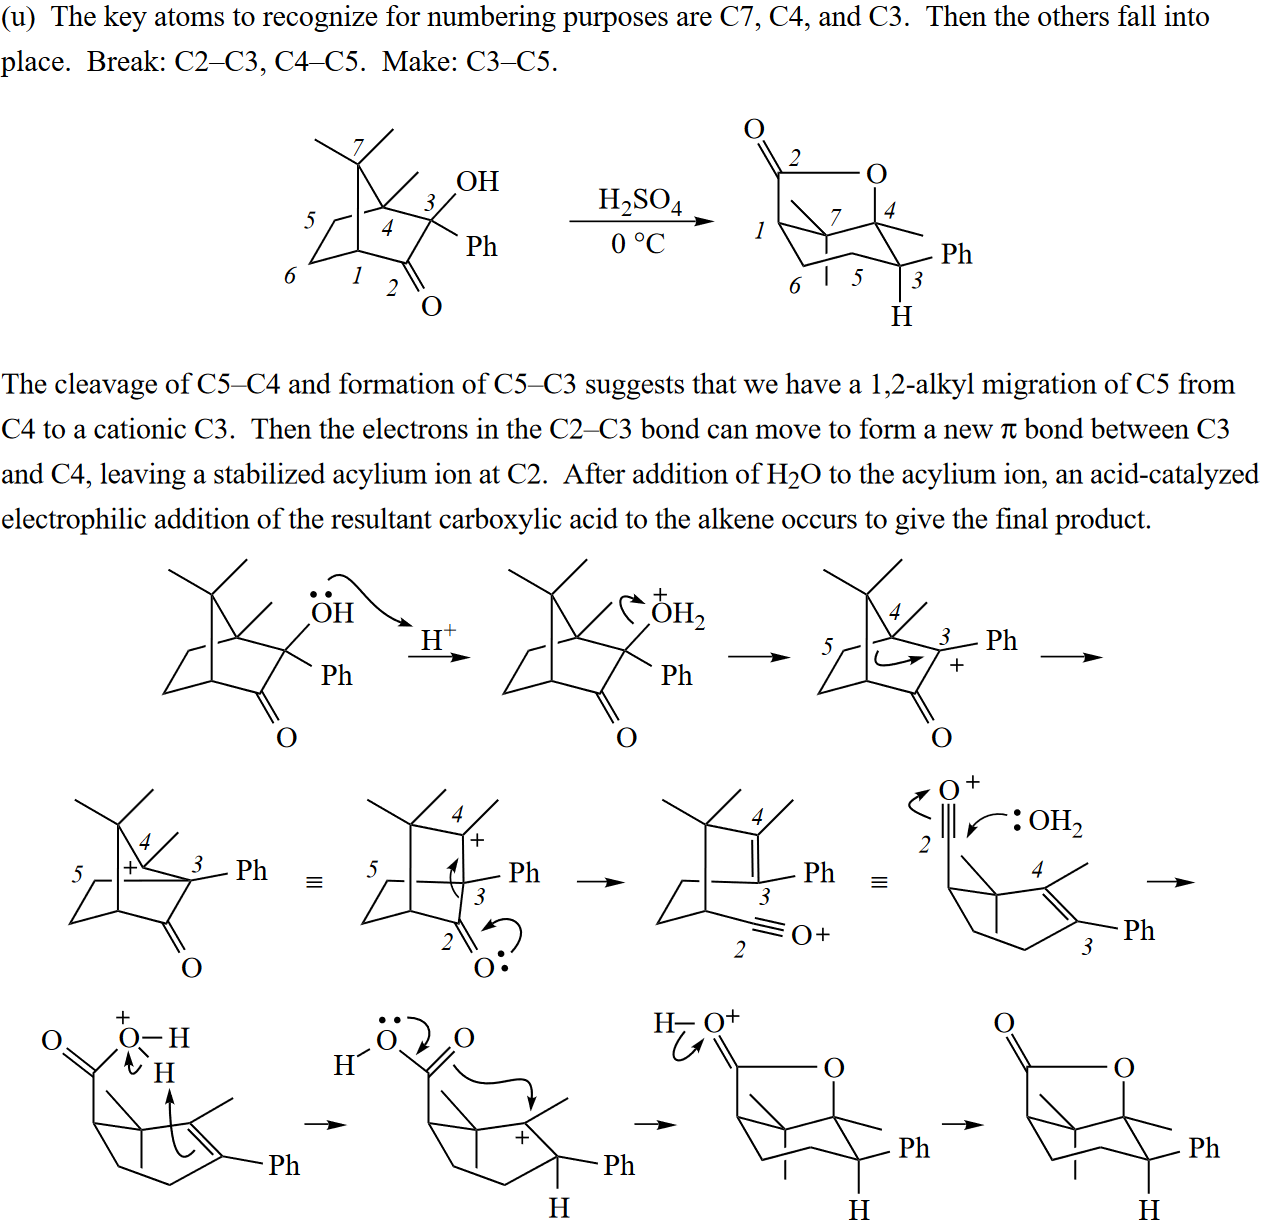 (u) The key atoms to recognize for numbering purposes are C7, C4, and C3. Then the others fall into
place. Break: C2–C3, C4–C5. Make: C3–C5.
7
OH
3
5
4
Ph
6
1
2
O
H₂SO₄
0 °C
O
2
O
7
4
1
Ph
6
5
3
H
The cleavage of C5–C4 and formation of C5–C3 suggests that we have a 1,2-alkyl migration of C5 from
C4 to a cationic C3. Then the electrons in the C2–C3 bond can move to form a new π bond between C3
and C4, leaving a stabilized acylium ion at C2. After addition of H₂O to the acylium ion, an acid-catalyzed
electrophilic addition of the resultant carboxylic acid to the alkene occurs to give the final product.
ÖH
Ph
O
H⁺
+
ÖH₂
Ph
O
4
5
3
Ph
+
O
4
5
+
3
Ph
O
≡
4
+
5
Ph
3
2
O:
4
Ph
3
2
O+
≡
O+
:OH₂
2
4
Ph
3
+
O
O–H
H
Ph
Ö
O
H
+
Ph
H
H–O+
O
Ph
H
O
O
Ph
H